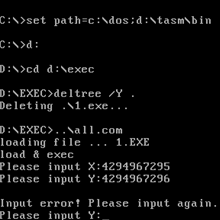 C:\>set path=c:\dos;d:\tasm\bin
C:\>d:
D:\>cd d:\exec
D:\EXEC>deltree /Y .
Deleting .\1.exe...
D:\EXEC>..\all.com
loading file ... 1.EXE
load & exec
Please input X:4294967295
Please input Y:4294967296
Input error! Please input again.
Please input Y:_